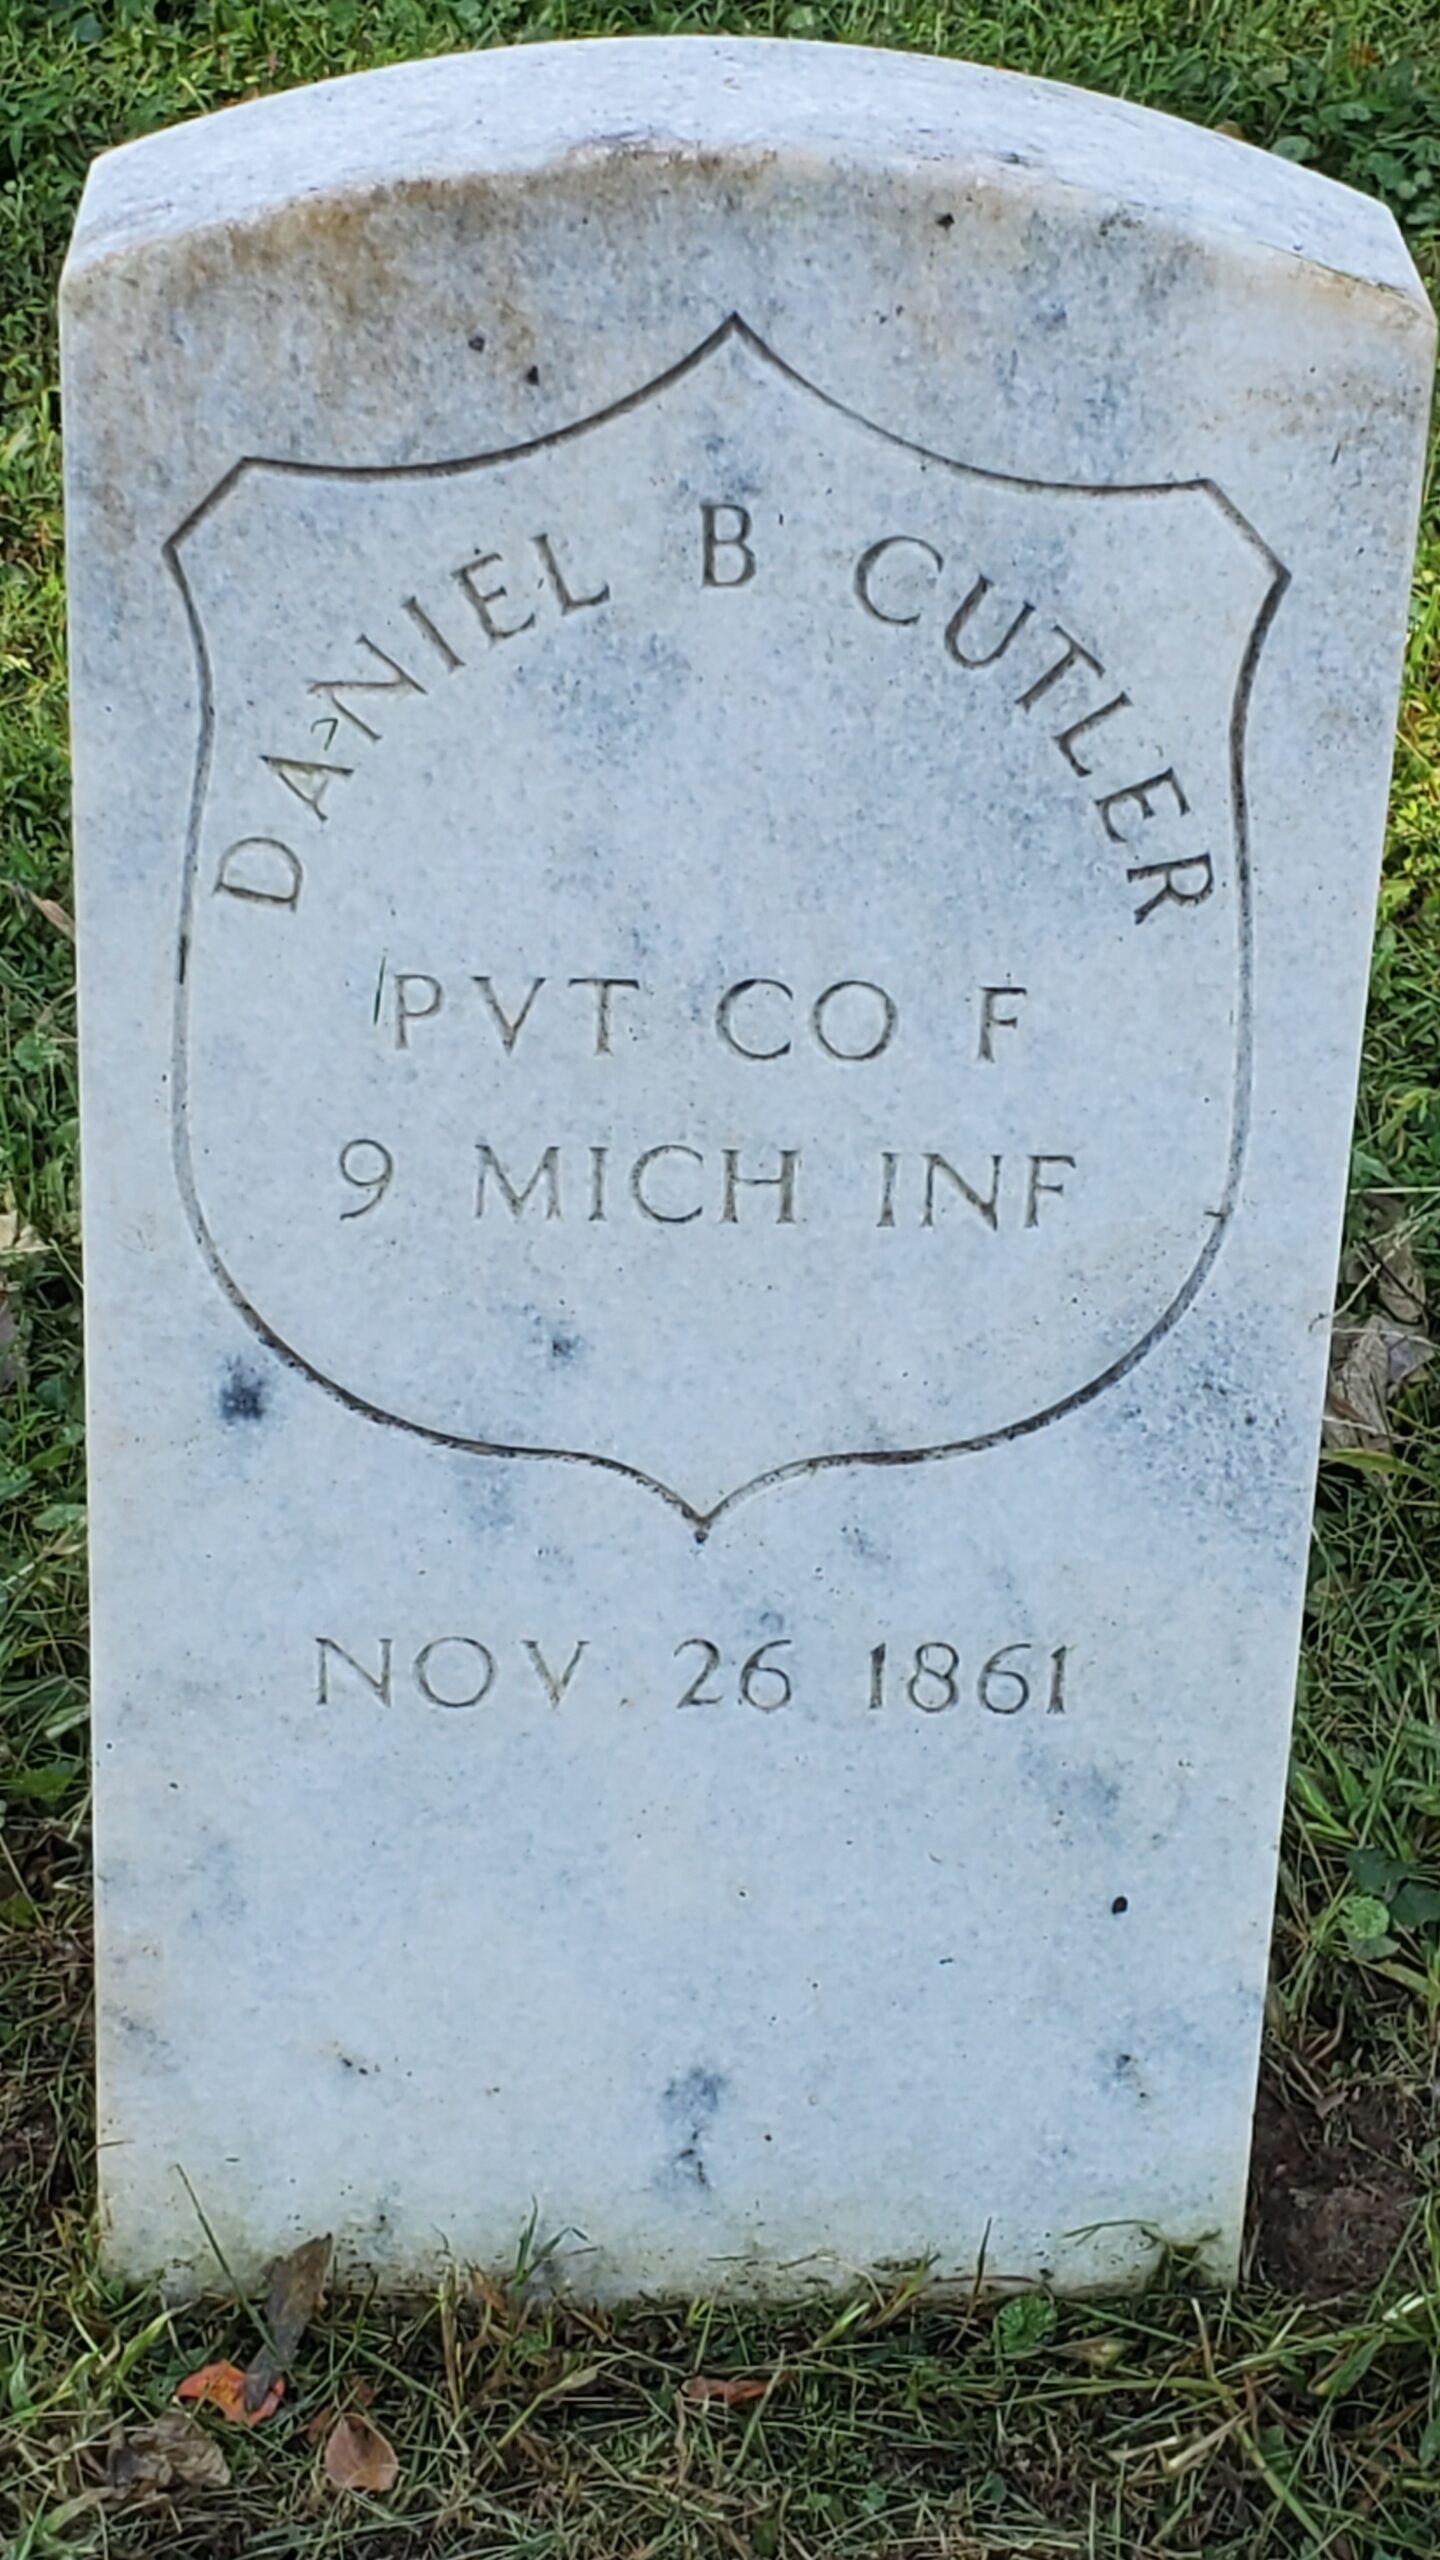 DANIEL B CUTLER
PVT CO F
9 MICH INF
NOV 26 1861